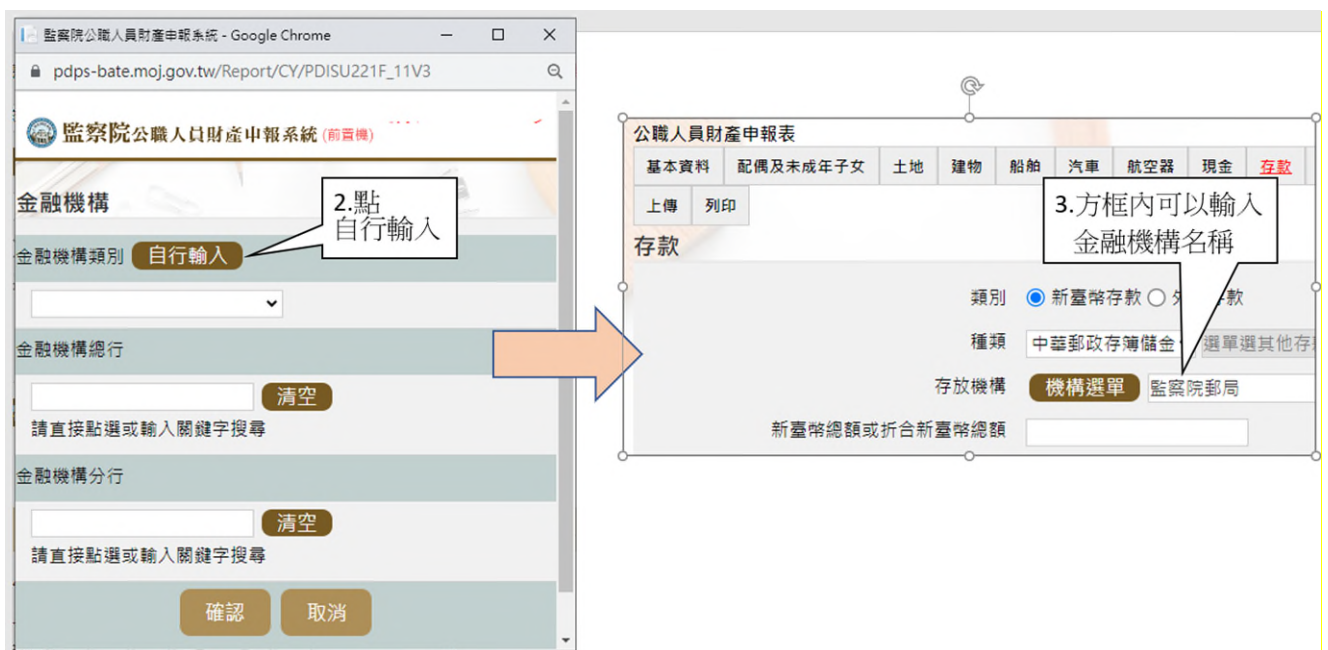 監察院公職人員財產申報系統 - Google Chrome
pdps-bate.moj.gov.tw/Report/CY/PDISU221F_11V3
監察院公職人員財產申報系統 (前置機)
金融機構
2.點
自行輸入
金融機構類別 自行輸入
金融機構總行
清空
請直接點選或輸入關鍵字搜尋
金融機構分行
清空
請直接點選或輸入關鍵字搜尋
確認 取消
公職人員財產申報表
基本資料 配偶及未成年子女 土地 建物 船舶 汽車 航空器 現金 存款
上傳 列印
3.方框內可以輸入
金融機構名稱
存款
類別 新臺幣存款 存款
種類 中華郵政存簿儲金 選單選其他存
存放機構 機構選單 監察院郵局
新臺幣總額或折合新臺幣總額